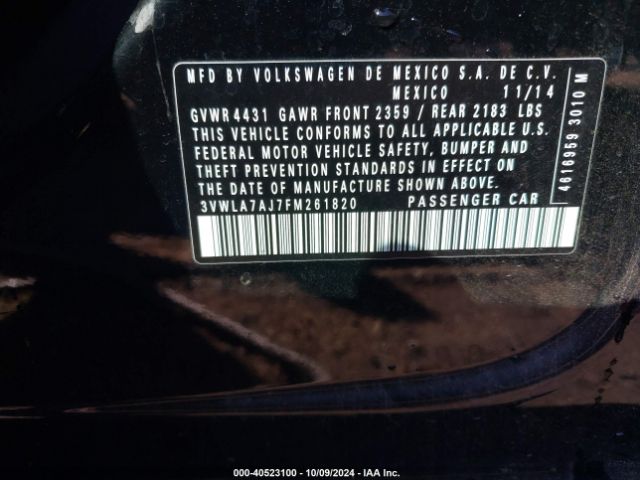 MFD BY VOLKSWAGEN DE MEXICO S.A. DE C.V.
MEXICO 11/14
GVWR 4431 GAWR FRONT 2359 / REAR 2183 LBS
THIS VEHICLE CONFORMS TO ALL APPLICABLE U.S.
FEDERAL MOTOR VEHICLE SAFETY, BUMPER AND
THEFT PREVENTION STANDARDS IN EFFECT ON
THE DATE OF MANUFACTURE SHOWN ABOVE.
3VWLA7AJ7FM261820 PASSENGER CAR
4616959 3010 M
000-40523100 - 10/09/2024 - IAA Inc.